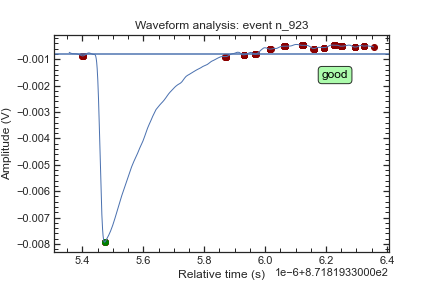 Waveform analysis: event n_923
Amplitude (V)
−0.001
−0.002
−0.003
−0.004
−0.005
−0.006
−0.007
−0.008
good
5.4 5.6 5.8 6.0 6.2 6.4
1e−6+8.7181933000e2
Relative time (s)